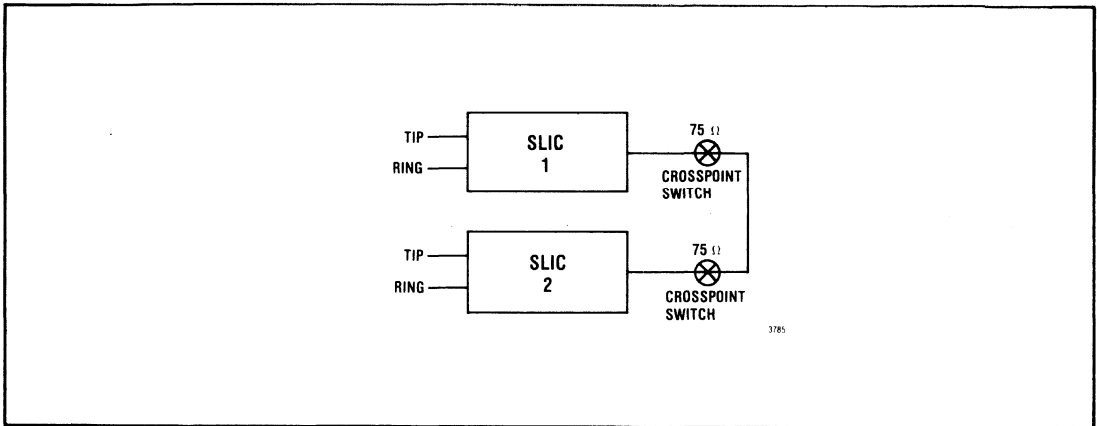 TIP
RING
SLIC
1
75 Ω
CROSSPOINT
SWITCH
TIP
RING
SLIC
2
75 Ω
CROSSPOINT
SWITCH
3785